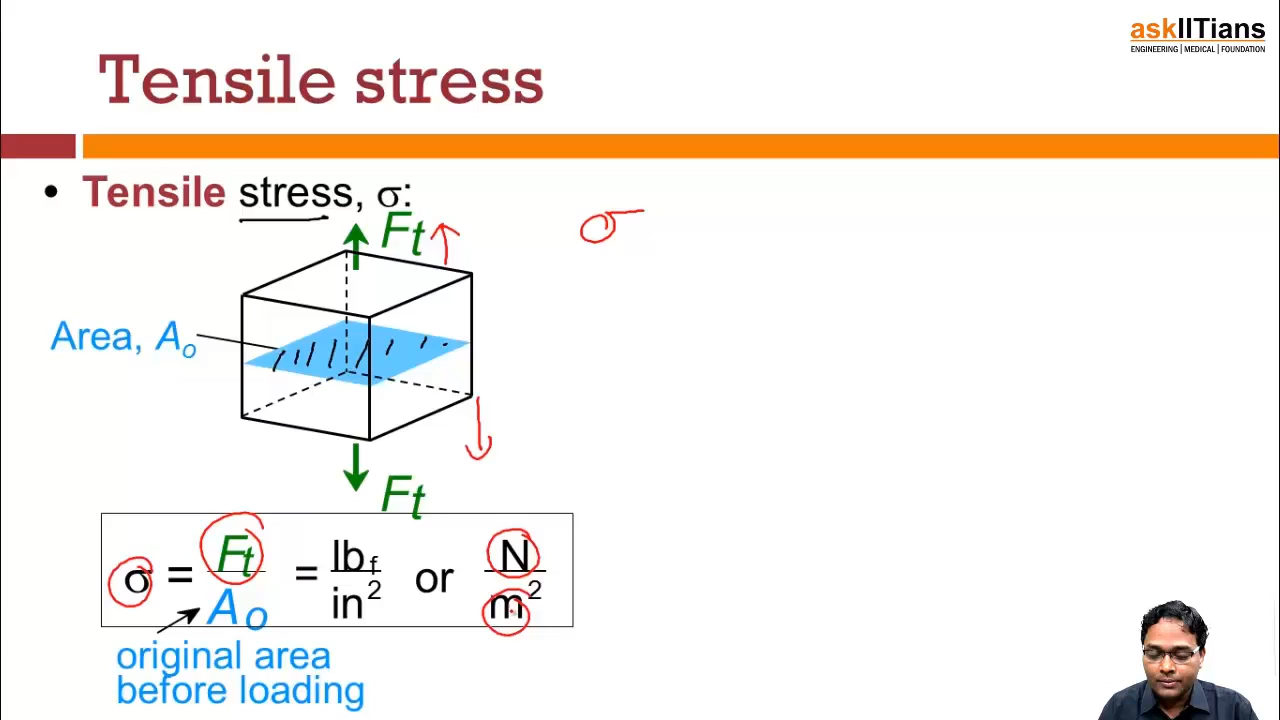 askIITians
ENGINEERING | MEDICAL | FOUNDATION
Tensile stress
• Tensile stress, σ:
Ft
σ
Area, Ao
Ft
σ = Ft / Ao = lbf / in² or N / m²
original area
before loading